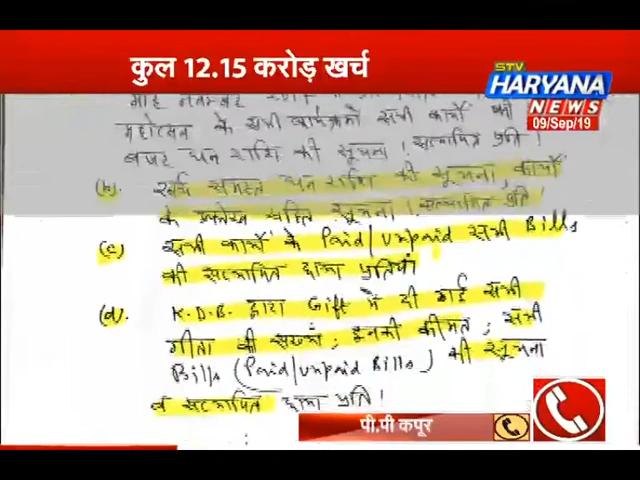 कुल 12.15 करोड़ खर्च
STV
HARYANA
NEWS
09/Sep/19
महोत्सव के सभी कार्यक्रमों सभी कार्यों की
बजट धन राशि की सूचना । सत्यापित प्रति ।
(b). खर्च समस्त धन राशि की सूचना, कार्यों
के उल्लेख सहित सूचना । सत्यापित प्रति ।
(c) सभी कार्यों के Paid/unpaid सभी Bills
की सत्यापित छाया प्रतियां
(d). K.D.B. द्वारा Gift में दी गई सभी
गीता की संख्या, इनकी कीमत, सभी
Bills (Paid/unpaid Bills) की सूचना
व सत्यापित छाया प्रति ।
पी.पी कपूर